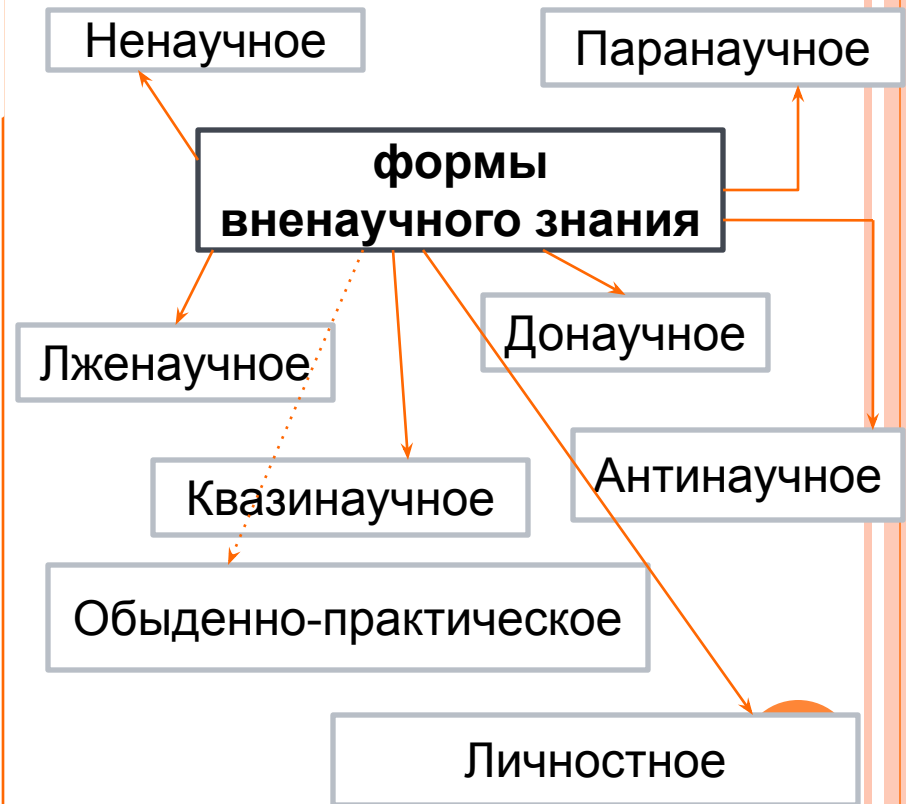 Ненаучное
Паранаучное
формы
вненаучного знания
Донаучное
Лженаучное
Антинаучное
Квазинаучное
Обыденно-практическое
Личностное